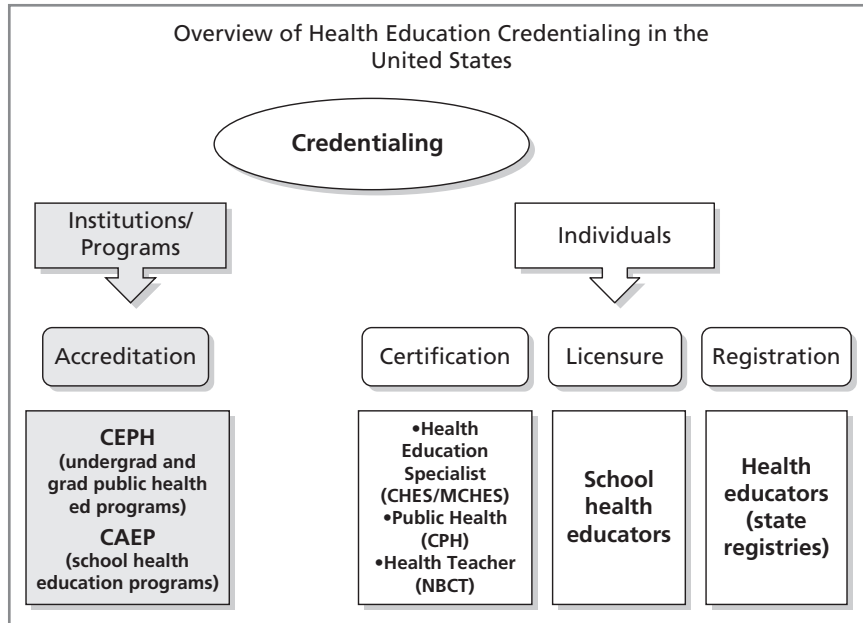 Overview of Health Education Credentialing in the
United States
Credentialing
Institutions/
Programs
Individuals
Accreditation
Certification
Licensure
Registration
CEPH
(undergrad and
grad public health
ed programs)
CAEP
(school health
education programs)
•Health
Education
Specialist
(CHES/MCHES)
•Public Health
(CPH)
•Health Teacher
(NBCT)
School
health
educators
Health
educators
(state
registries)